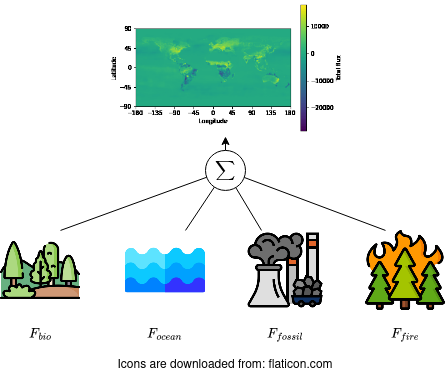 90
45
0
−45
−90
Latitude
−180 −135 −90 −45 0 45 90 135 180
Longitude
10000
0
−10000
−20000
Total flux
Σ
F_bio F_ocean F_fossil F_fire
Icons are downloaded from: flaticon.com